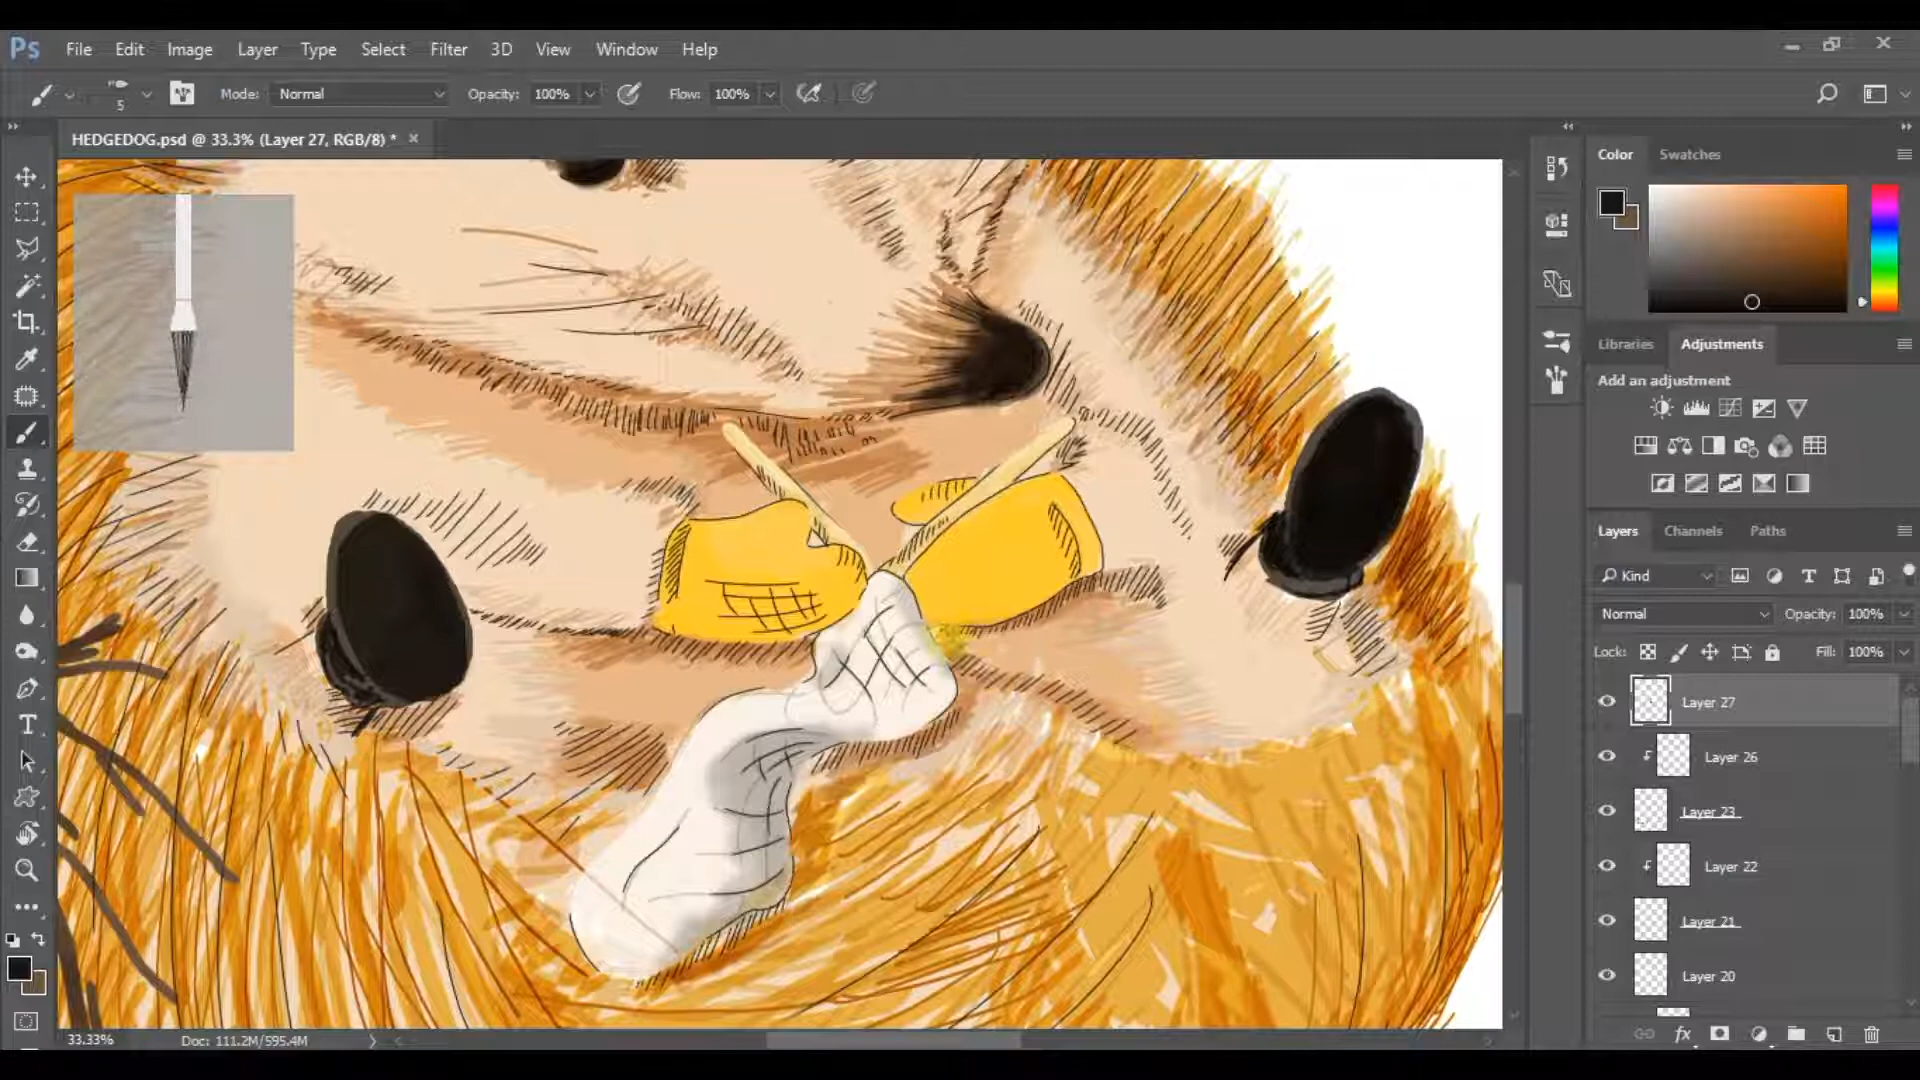 Ps File Edit Image Layer Type Select Filter 3D View Window Help
5 Mode: Normal Opacity: 100% Flow: 100%
HEDGEDOG.psd @ 33.3% (Layer 27, RGB/8) *
Color Swatches
Libraries Adjustments
Add an adjustment
Layers Channels Paths
Kind
Normal Opacity: 100%
Lock: Fill: 100%
Layer 27
Layer 26
Layer 23
Layer 22
Layer 21
Layer 20
33.33% Doc: 111.2M/595.4M